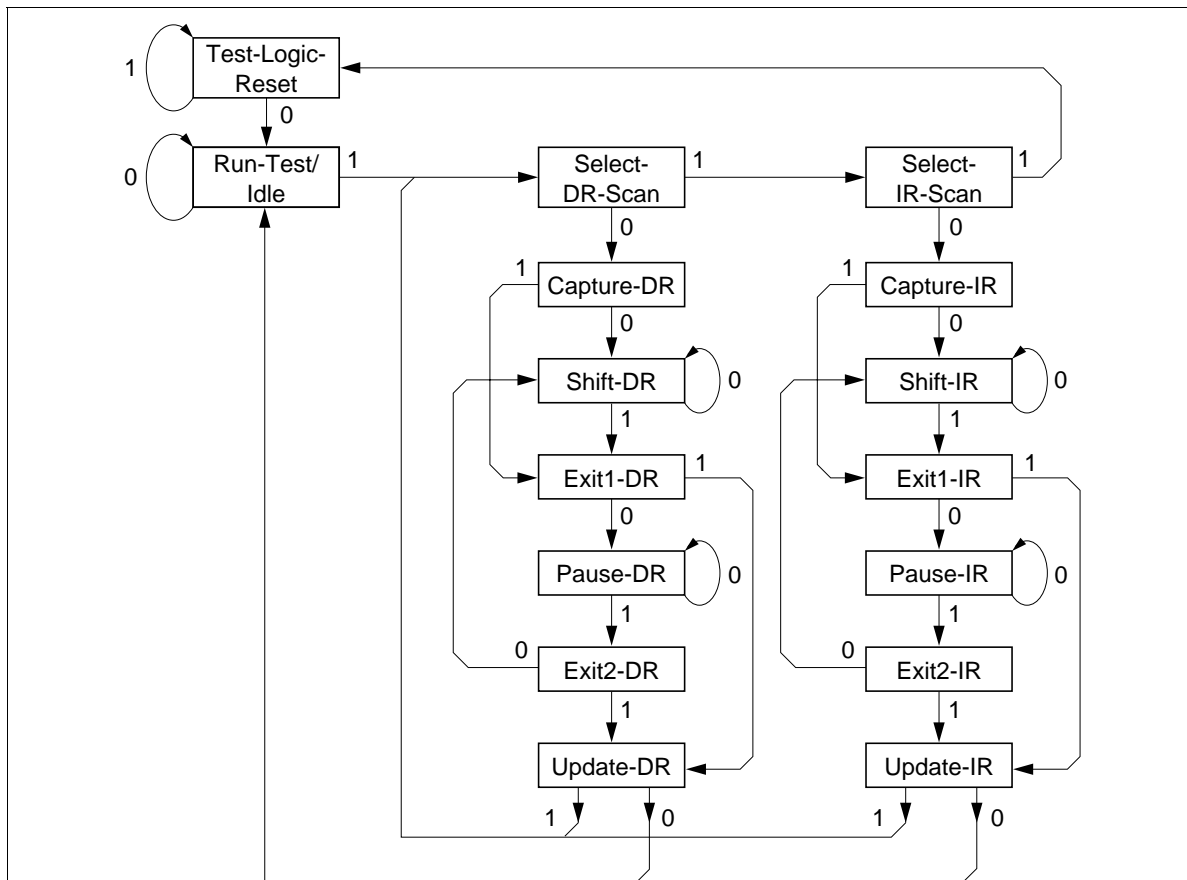 Test-Logic-
Reset
1
0
Run-Test/
Idle
0
1
Select-
DR-Scan
1
0
Select-
IR-Scan
1
0
1
Capture-DR
0
1
Capture-IR
0
Shift-DR
0
1
Shift-IR
0
1
Exit1-DR
1
0
Exit1-IR
1
0
Pause-DR
0
1
Pause-IR
0
1
0
Exit2-DR
1
0
Exit2-IR
1
Update-DR
1
0
Update-IR
1
0